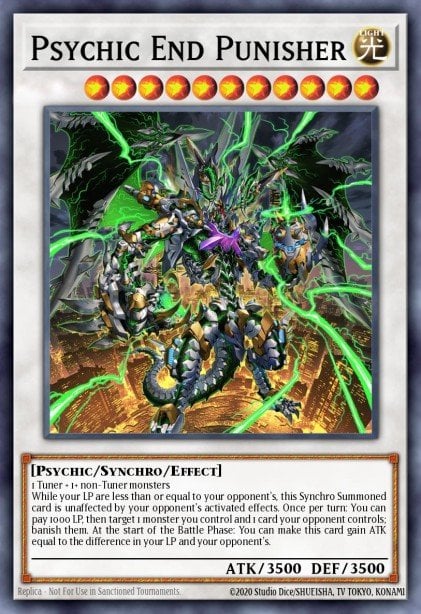 PSYCHIC END PUNISHER
LIGHT
光
[PSYCHIC/SYNCHRO/EFFECT]
1 Tuner + 1+ non-Tuner monsters
While your LP are less than or equal to your opponent's, this Synchro Summoned
card is unaffected by your opponent's activated effects. Once per turn: You can
pay 1000 LP, then target 1 monster you control and 1 card your opponent controls;
banish them. At the start of the Battle Phase: You can make this card gain ATK
equal to the difference in your LP and your opponent's.
ATK/3500 DEF/3500
Replica - Not For Use in Sanctioned Tournaments. ©2020 Studio Dice/SHUEISHA, TV TOKYO, KONAMI